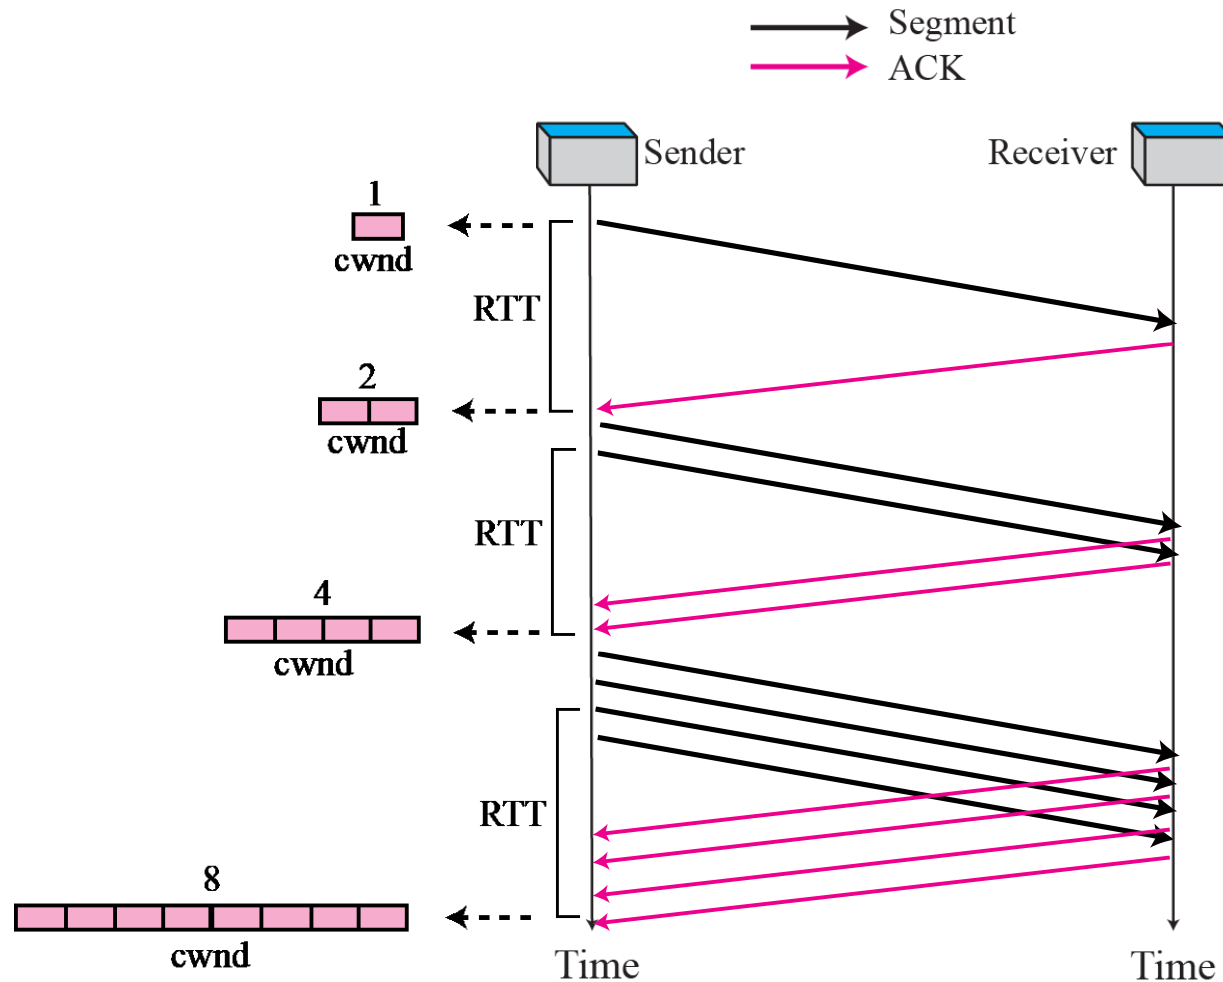 Segment
ACK
Sender
Receiver
1
cwnd
RTT
2
cwnd
RTT
4
cwnd
RTT
8
cwnd
Time
Time